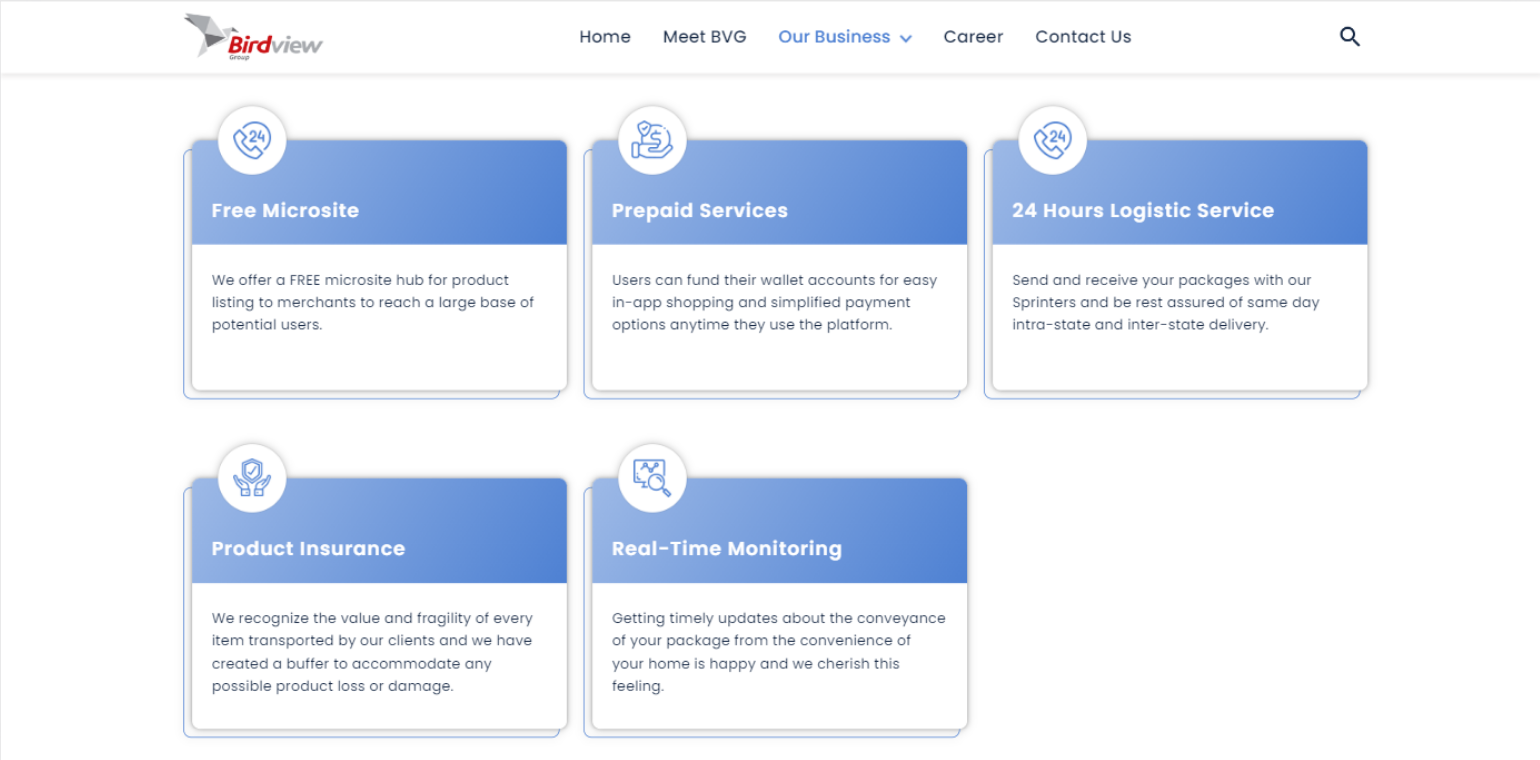 Birdview
Group
Home Meet BVG Our Business Career Contact Us
24
24
Free Microsite
Prepaid Services
24 Hours Logistic Service
We offer a FREE microsite hub for product
listing to merchants to reach a large base of
potential users.
Users can fund their wallet accounts for easy
in-app shopping and simplified payment
options anytime they use the platform.
Send and receive your packages with our
Sprinters and be rest assured of same day
intra-state and inter-state delivery.
Product Insurance
Real-Time Monitoring
We recognize the value and fragility of every
item transported by our clients and we have
created a buffer to accommodate any
possible product loss or damage.
Getting timely updates about the conveyance
of your package from the convenience of
your home is happy and we cherish this
feeling.